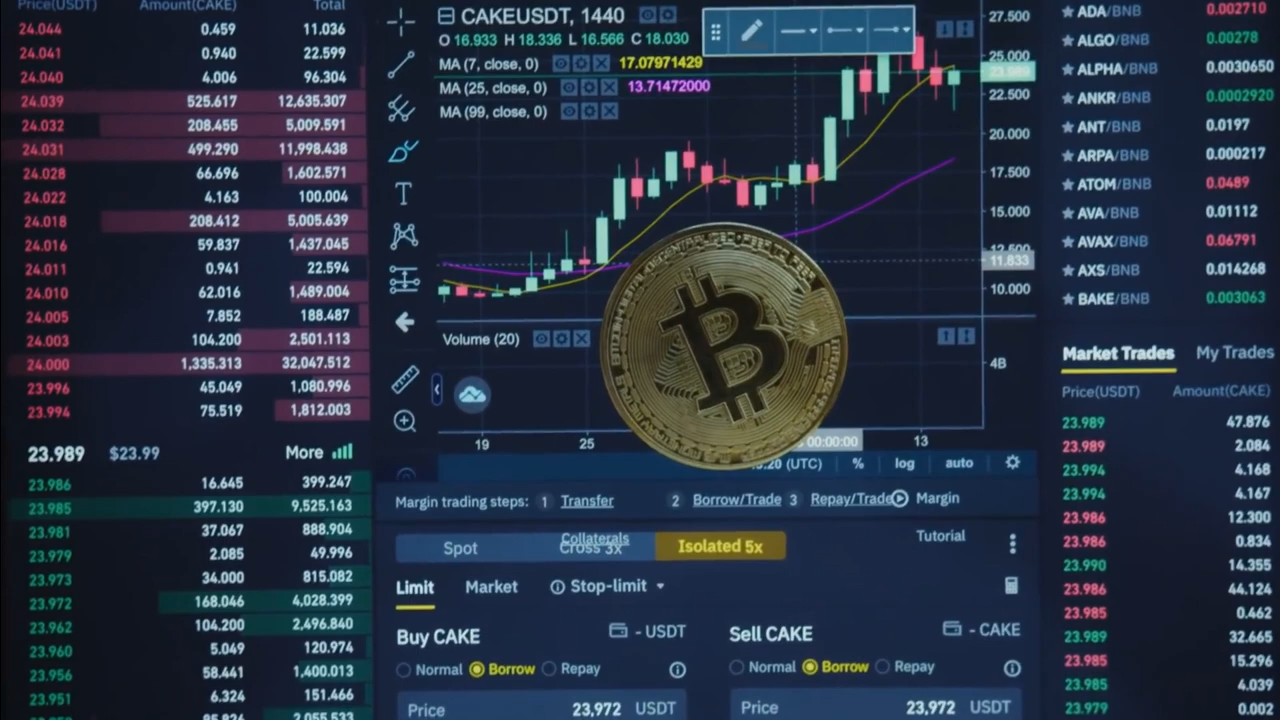 Price(USDT) Amount(CAKE) Total
24.044 0.459 11.036
24.041 0.940 22.599
24.040 4.006 96.304
24.039 525.617 12,635.307
24.032 208.455 5,009.591
24.031 499.290 11,998.438
24.028 66.696 1,602.571
24.022 4.163 100.004
24.018 208.412 5,005.639
24.016 59.837 1,437.045
24.011 0.941 22.594
24.010 62.016 1,489.004
24.005 7.852 188.487
24.003 104.200 2,501.113
24.000 1,335.313 32,047.512
23.996 45.049 1,080.996
23.994 75.519 1,812.003
23.989 $23.99 More
23.986 16.645 399.247
23.985 397.130 9,525.163
23.981 37.067 888.904
23.979 2.085 49.996
23.973 34.000 815.082
23.972 168.046 4,028.399
23.962 104.200 2,496.840
23.960 5.049 120.974
23.956 58.441 1,400.013
23.951 6.324 151.466
95.824 2,055.533
CAKEUSDT, 1440
O 16.933 H 18.336 L 16.566 C 18.030
MA (7, close, 0) 17.07971429
MA (25, close, 0) 13.71472000
MA (99, close, 0)
27.500
25.000
23.989
22.500
20.000
17.500
15.000
12.500
11.833
10.000
Volume (20)
4B
19 25 00:00:00 13
:20 (UTC) % log auto
Margin trading steps: 1 Transfer 2 Borrow/Trade 3 Repay/Trade Margin
Collaterals Tutorial
Spot Cross 3x Isolated 5x
Limit Market Stop-limit
Buy CAKE - USDT Sell CAKE - CAKE
Normal Borrow Repay Normal Borrow Repay
Price 23,972 USDT Price 23,972 USDT
ADA/BNB 0.002710
ALGO/BNB 0.00278
ALPHA/BNB 0.0030650
ANKR/BNB 0.0002920
ANT/BNB 0.0197
ARPA/BNB 0.000217
ATOM/BNB 0.0489
AVA/BNB 0.01112
AVAX/BNB 0.06791
AXS/BNB 0.014268
BAKE/BNB 0.003063
Market Trades My Trades
Price(USDT) Amount(CAKE)
23.989 47.876
23.989 2.084
23.994 4.168
23.994 4.167
23.986 12.300
23.986 0.834
23.990 14.355
23.986 44.124
23.985 0.462
23.989 32.665
23.985 15.296
23.985 4.039
23.979 0.002